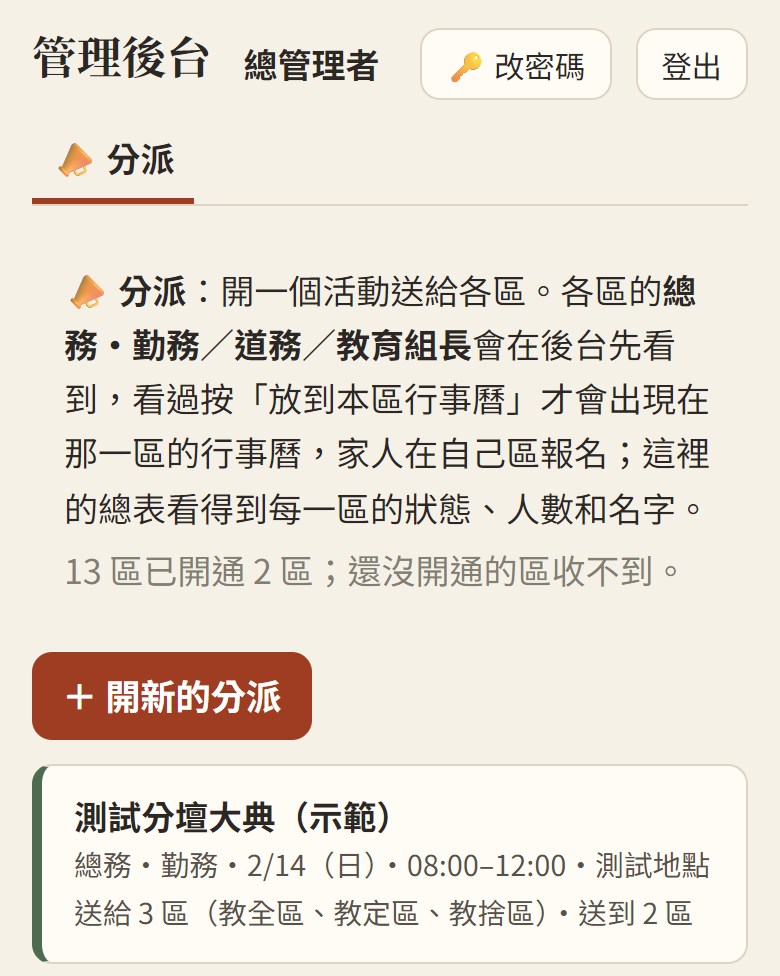 管理後台 總管理者 🔑 改密碼 登出
📣 分派
📣 分派：開一個活動送給各區。各區的總
務・勤務／道務／教育組長會在後台先看
到，看過按「放到本區行事曆」才會出現在
那一區的行事曆，家人在自己區報名；這裡
的總表看得到每一區的狀態、人數和名字。
13 區已開通 2 區；還沒開通的區收不到。
＋ 開新的分派
測試分壇大典（示範）
總務・勤務・2/14（日）・08:00–12:00・測試地點
送給 3 區（教全區、教定區、教捨區）・送到 2 區